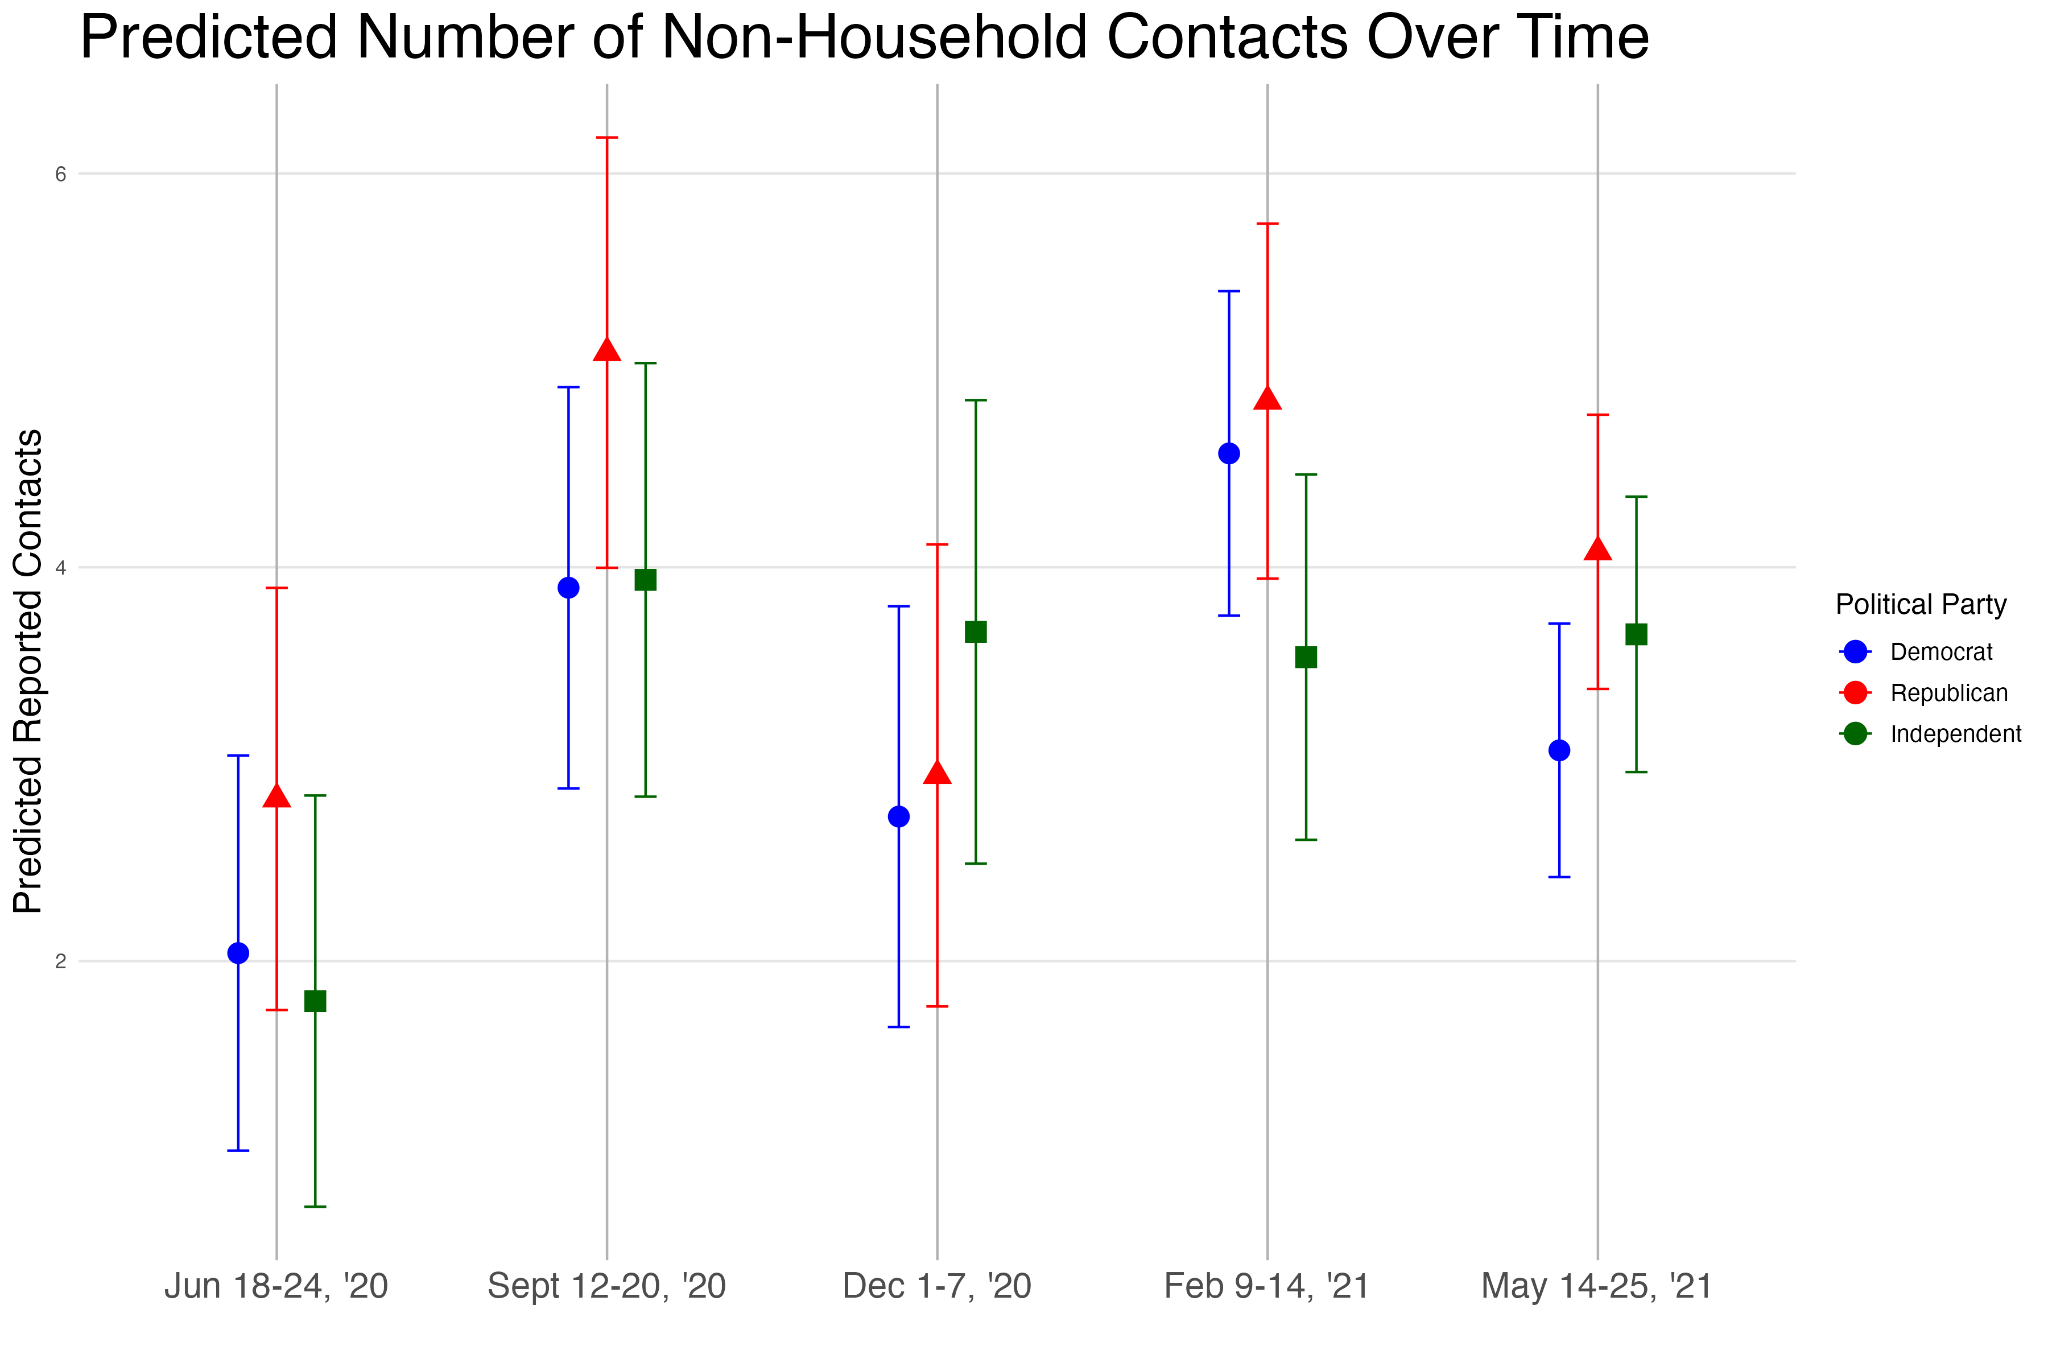 Predicted Number of Non-Household Contacts Over Time
Predicted Reported Contacts
6
4
2
Jun 18-24, '20
Sept 12-20, '20
Dec 1-7, '20
Feb 9-14, '21
May 14-25, '21
Political Party
Democrat
Republican
Independent